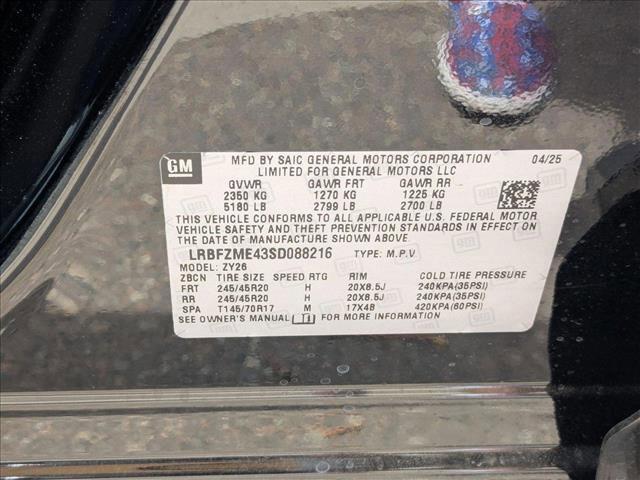 GM
MFD BY SAIC GENERAL MOTORS CORPORATION 04/25
LIMITED FOR GENERAL MOTORS LLC
GVWR GAWR FRT GAWR RR
2350 KG 1270 KG 1225 KG
5180 LB 2799 LB 2700 LB
THIS VEHICLE CONFORMS TO ALL APPLICABLE U.S. FEDERAL MOTOR
VEHICLE SAFETY AND THEFT PREVENTION STANDARDS IN EFFECT ON
THE DATE OF MANUFACTURE SHOWN ABOVE.
LRBFZME43SD088216 TYPE: M.P.V
MODEL: ZY26
ZBCN TIRE SIZE SPEED RTG RIM COLD TIRE PRESSURE
FRT 245/45R20 H 20X8.5J 240KPA(35PSI)
RR 245/45R20 H 20X8.5J 240KPA(35PSI)
SPA T145/70R17 M 17X4B 420KPA(60PSI)
SEE OWNER'S MANUAL i FOR MORE INFORMATION